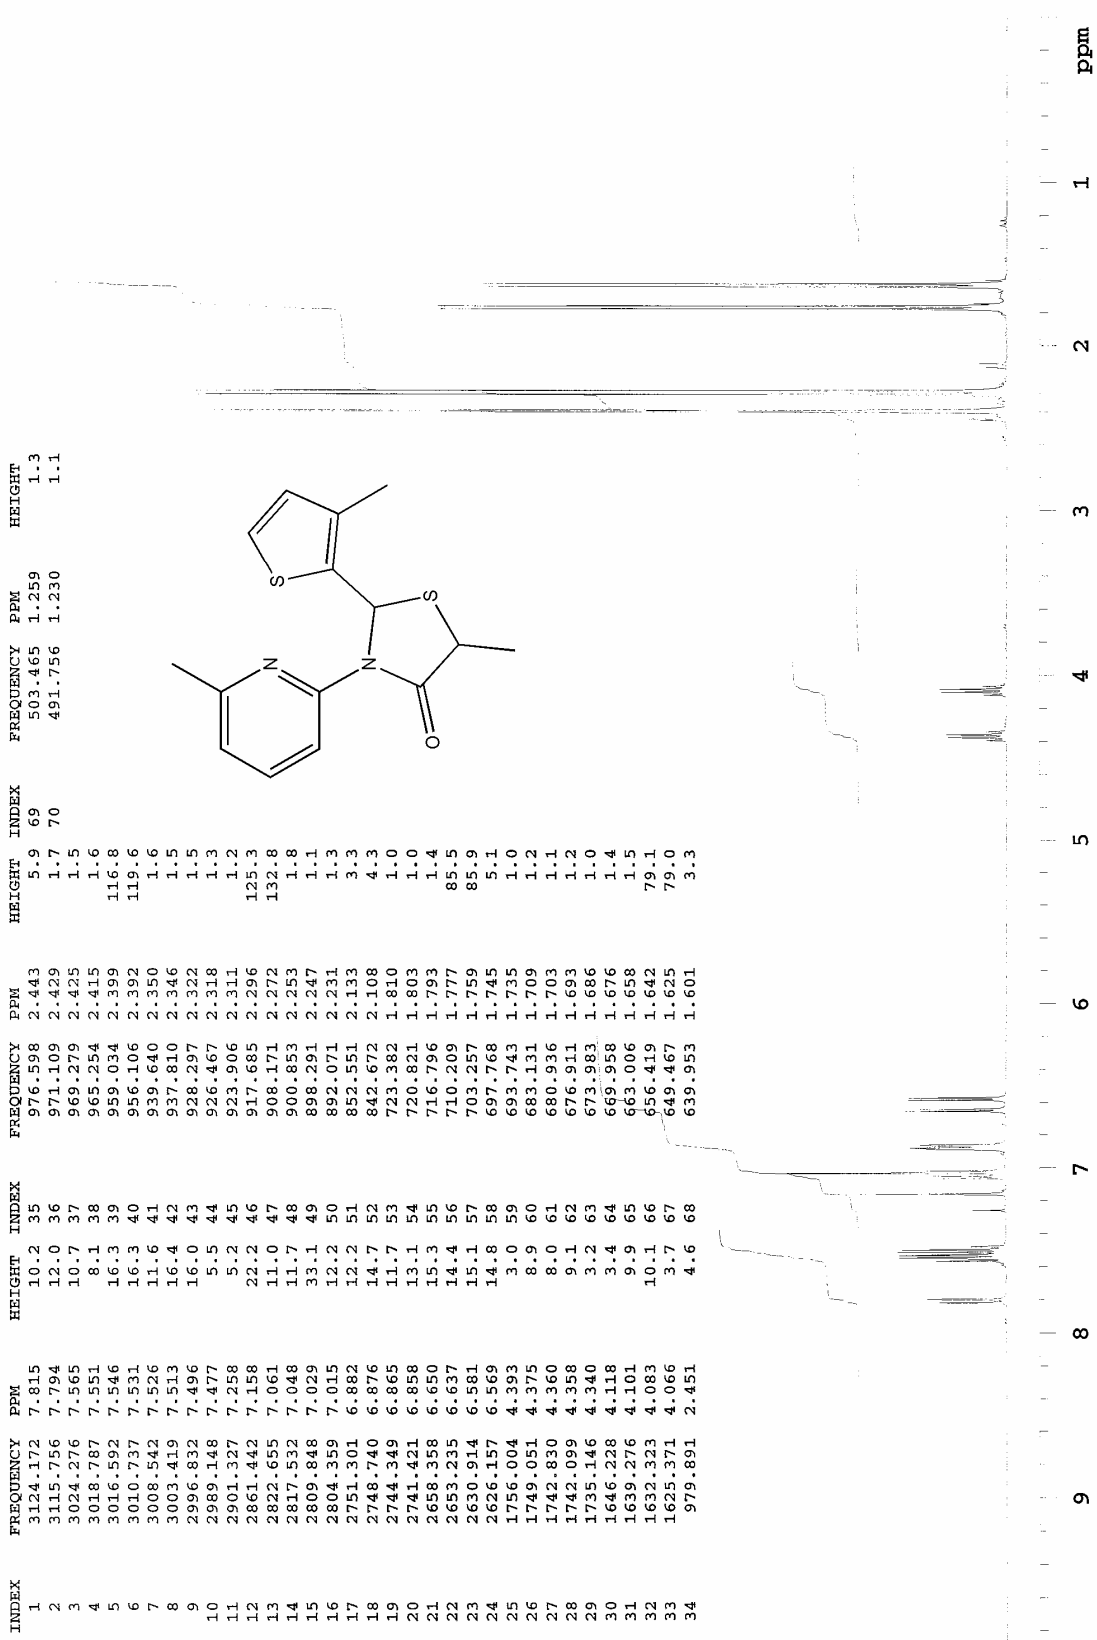 INDEX FREQUENCY PPM HEIGHT INDEX FREQUENCY PPM HEIGHT INDEX FREQUENCY PPM HEIGHT
1 3124.172 7.815 10.2 35 976.598 2.443 5.9 69 503.465 1.259 1.3
2 3115.756 7.794 12.0 36 971.109 2.429 1.7 70 491.756 1.230 1.1
3 3024.276 7.565 10.7 37 969.279 2.425 1.5
4 3018.787 7.551 8.1 38 965.254 2.415 1.6
5 3016.592 7.546 16.3 39 959.034 2.399 116.8
6 3010.737 7.531 16.3 40 956.106 2.392 119.6
7 3008.542 7.526 11.6 41 939.640 2.350 1.6
8 3003.419 7.513 16.4 42 937.810 2.346 1.5
9 2996.832 7.496 16.0 43 928.297 2.322 1.5
10 2989.148 7.477 5.5 44 926.467 2.318 1.3
11 2901.327 7.258 5.2 45 923.906 2.311 1.2
12 2861.442 7.158 22.2 46 917.685 2.296 125.3
13 2822.655 7.061 11.0 47 908.171 2.272 132.8
14 2817.532 7.048 11.7 48 900.853 2.253 1.8
15 2809.848 7.029 33.1 49 898.291 2.247 1.1
16 2804.359 7.015 12.2 50 892.071 2.231 1.3
17 2751.301 6.882 12.2 51 852.551 2.133 3.3
18 2748.740 6.876 14.7 52 842.672 2.108 4.3
19 2744.349 6.865 11.7 53 723.382 1.810 1.0
20 2741.421 6.858 13.1 54 720.821 1.803 1.0
21 2658.358 6.650 15.3 55 716.796 1.793 1.4
22 2653.235 6.637 14.4 56 710.209 1.777 85.5
23 2630.914 6.581 15.1 57 703.257 1.759 85.9
24 2626.157 6.569 14.8 58 697.768 1.745 5.1
25 1756.004 4.393 3.0 59 693.743 1.735 1.0
26 1749.051 4.375 8.9 60 683.131 1.709 1.2
27 1742.830 4.360 8.0 61 680.936 1.703 1.1
28 1742.099 4.358 9.1 62 676.911 1.693 1.2
29 1735.146 4.340 3.2 63 673.983 1.686 1.0
30 1646.228 4.118 3.4 64 669.958 1.676 1.4
31 1639.276 4.101 9.9 65 663.006 1.658 1.5
32 1632.323 4.083 10.1 66 656.419 1.642 79.1
33 1625.371 4.066 3.7 67 649.467 1.625 79.0
34 979.891 2.451 4.6 68 639.953 1.601 3.3
N S
N S
O
9 8 7 6 5 4 3 2 1 ppm